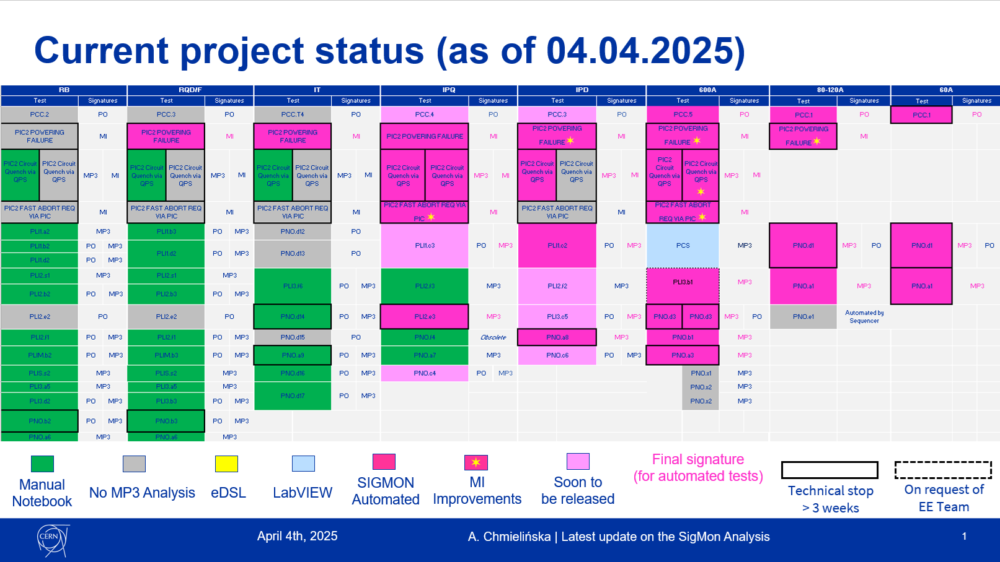 Current project status (as of 04.04.2025)
RB RQD/F IT IPQ IPD 600A 80-120A 60A
Test Signatures Test Signatures Test Signatures Test Signatures Test Signatures Test Signatures Test Signatures Test Signatures
PCC.2 PO PCC.3 PO PCC.T4 PO PCC.4 PO PCC.3 PO PCC.5 PO PCC.1 PO PCC.1 PO
PIC2 POWERING FAILURE MI PIC2 POWERING FAILURE MI PIC2 POWERING FAILURE MI PIC2 POWERING FAILURE MI PIC2 POWERING FAILURE MI PIC2 POWERING FAILURE MI PIC2 POWERING FAILURE MI
PIC2 Circuit Quench via QPS PIC2 Circuit Quench via QPS MP3 MI PIC2 Circuit Quench via QPS PIC2 Circuit Quench via QPS MP3 MI PIC2 Circuit Quench via QPS PIC2 Circuit Quench via QPS MP3 MI PIC2 Circuit Quench via QPS PIC2 Circuit Quench via QPS MP3 MI PIC2 Circuit Quench via QPS PIC2 Circuit Quench via QPS MP3 MI PIC2 Circuit Quench via QPS PIC2 Circuit Quench via QPS MP3 MI
PIC2 FAST ABORT REQ VIA PIC MI PIC2 FAST ABORT REQ VIA PIC MI PIC2 FAST ABORT REQ VIA PIC MI PIC2 FAST ABORT REQ VIA PIC MI PIC2 FAST ABORT REQ VIA PIC MI PIC2 FAST ABORT REQ VIA PIC MI
PLI1.a2 MP3 PLI1.b3 PO MP3 PNO.d12 PO
PLI1.b2 PO MP3 PLI1.d2 PO MP3 PNO.d13 PO PLI1.c3 PO MP3 PLI1.c2 PO MP3 PCS MP3 PNO.d1 MP3 PO PNO.d1 MP3 PO
PLI1.d2 PO MP3
PLI2.s1 MP3 PLI2.s1 MP3 PLI3.f6 PO MP3 PLI2.f3 MP3 PLI2.f2 MP3 PLI3.b1 MP3 PNO.a1 MP3 PNO.a1 MP3
PLI2.b2 PO MP3 PLI2.b3 PO MP3
PLI2.e2 PO PLI2.e2 PO PNO.d14 PO MP3 PLI2.e3 MP3 PLI3.c5 PO MP3 PNO.d3 PNO.d3 MP3 PO PNO.e1 Automated by Sequencer
PLI2.f1 PO MP3 PLI2.f1 PO MP3 PNO.d15 PO PNO.f4 Obsolete PNO.a8 MP3 PNO.b1 MP3
PLIM.b2 PO MP3 PLIM.b3 PO MP3 PNO.a9 PO MP3 PNO.a7 MP3 PNO.c6 PO MP3 PNO.a3 MP3
PLIS.s2 MP3 PLIS.s2 MP3 PNO.d16 PO MP3 PNO.c4 PO MP3 PNO.x1 MP3
PLI3.a5 MP3 PLI3.a5 MP3 PNO.d17 PO MP3 PNO.x2 MP3
PLI3.d2 PO MP3 PLI3.b3 PO MP3 PNO.x2 MP3
PNO.b2 PO MP3 PNO.b3 PO MP3
PNO.a6 MP3 PNO.a6 MP3
Manual Notebook
No MP3 Analysis
eDSL
LabVIEW
SIGMON Automated
MI Improvements
Soon to be released
Final signature
(for automated tests)
Technical stop
> 3 weeks
On request of
EE Team
CERN
April 4th, 2025
A. Chmielińska | Latest update on the SigMon Analysis
1